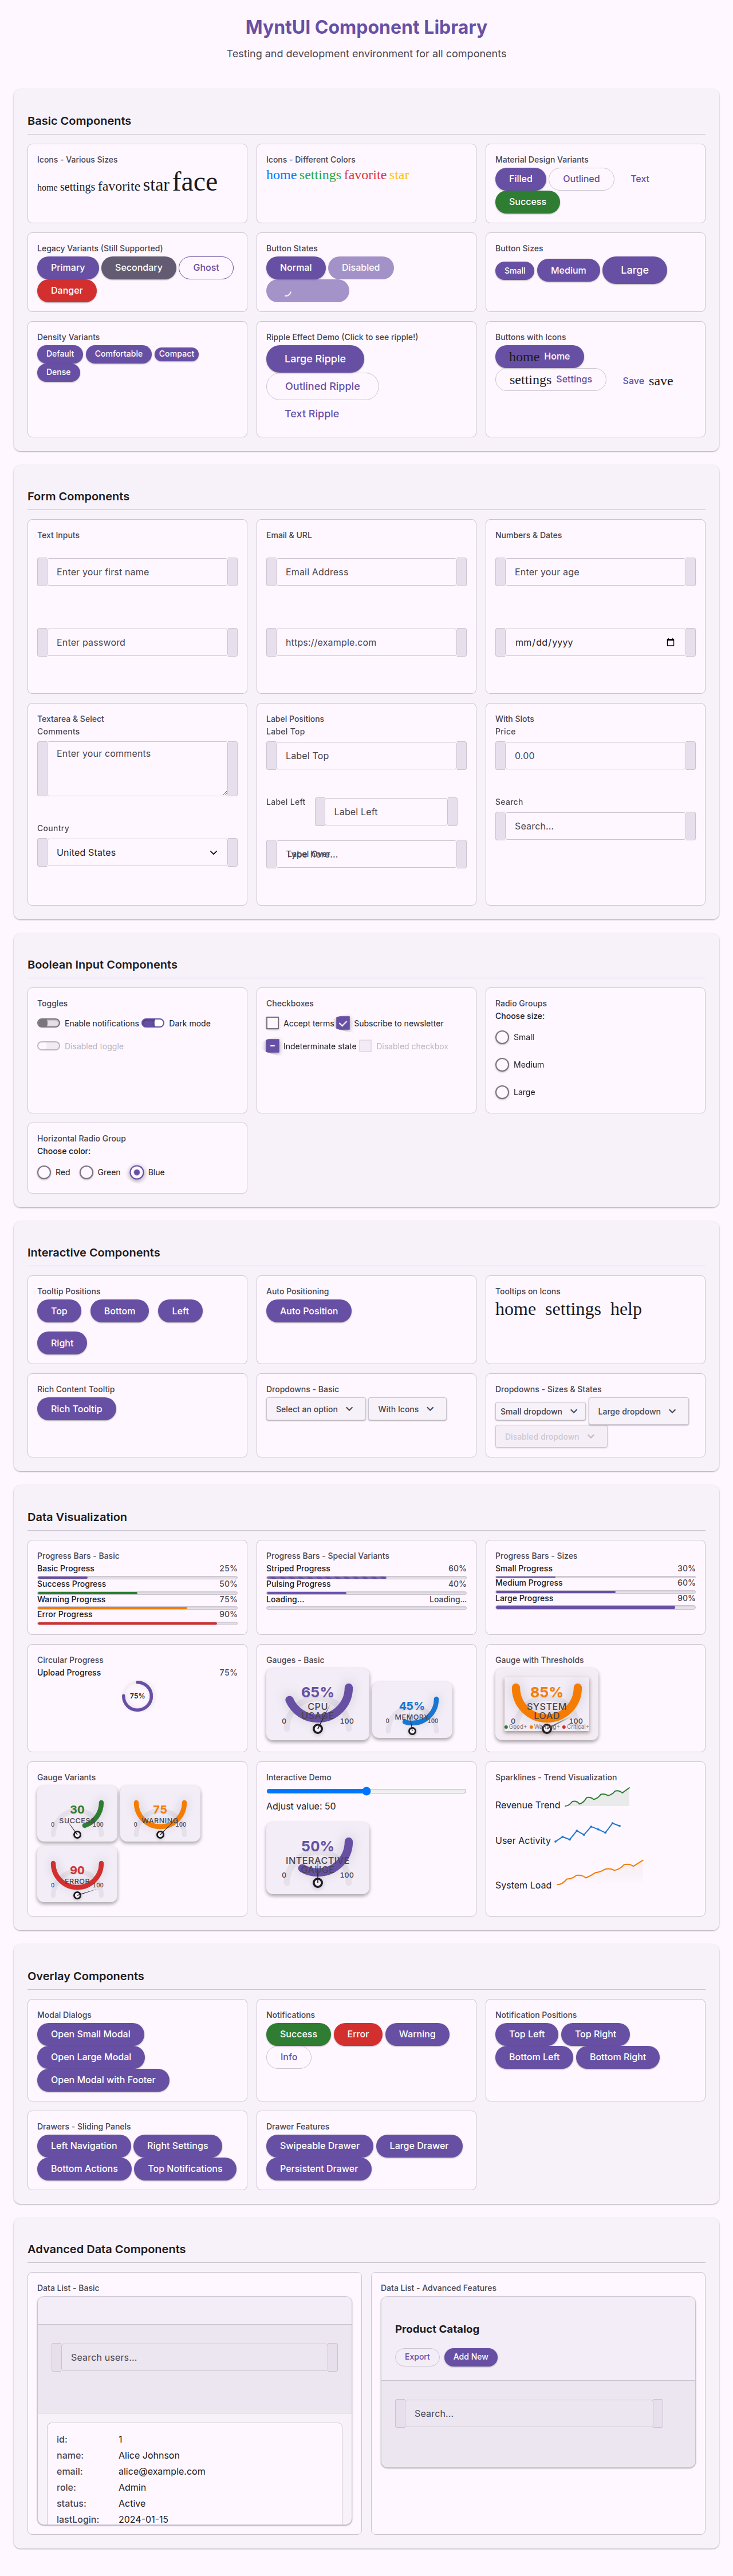 MyntUI Component Library
Testing and development environment for all components
Basic Components
Icons - Various Sizes
home settings favorite star face
Icons - Different Colors
home settings favorite star
Material Design Variants
Filled Outlined Text
Success
Legacy Variants (Still Supported)
Primary Secondary Ghost
Danger
Button States
Normal Disabled
Button Sizes
Small Medium Large
Density Variants
Default Comfortable Compact
Dense
Ripple Effect Demo (Click to see ripple!)
Large Ripple
Outlined Ripple
Text Ripple
Buttons with Icons
home Home
settings Settings Save save
Form Components
Text Inputs
Enter your first name
Enter password
Email & URL
Email Address
https://example.com
Numbers & Dates
Enter your age
mm/dd/yyyy
Textarea & Select
Comments
Enter your comments
Country
United States
Label Positions
Label Top
Label Top
Label Left Label Left
With Slots
Price
0.00
Search
Search...
Boolean Input Components
Toggles
Enable notifications Dark mode
Disabled toggle
Checkboxes
Accept terms Subscribe to newsletter
Indeterminate state Disabled checkbox
Radio Groups
Choose size:
Small
Medium
Large
Horizontal Radio Group
Choose color:
Red Green Blue
Interactive Components
Tooltip Positions
Top Bottom Left
Right
Auto Positioning
Auto Position
Tooltips on Icons
home settings help
Rich Content Tooltip
Rich Tooltip
Dropdowns - Basic
Select an option With Icons
Dropdowns - Sizes & States
Small dropdown Large dropdown
Disabled dropdown
Data Visualization
Progress Bars - Basic
Basic Progress 25%
Success Progress 50%
Warning Progress 75%
Error Progress 90%
Progress Bars - Special Variants
Striped Progress 60%
Pulsing Progress 40%
Loading... Loading...
Progress Bars - Sizes
Small Progress 30%
Medium Progress 60%
Large Progress 90%
Circular Progress
Upload Progress 75%
75%
Gauges - Basic
65%
CPU
USAGE
0 100
45%
MEMORY
0 100
Gauge with Thresholds
85%
SYSTEM
LOAD
0 100
Gauge Variants
30
SUCCESS
0 100
75
WARNING
0 100
90
ERROR
0 100
Interactive Demo
Adjust value: 50
50%
INTERACTIVE
GAUGE
0 100
Sparklines - Trend Visualization
Revenue Trend
User Activity
System Load
Overlay Components
Modal Dialogs
Open Small Modal
Open Large Modal
Open Modal with Footer
Notifications
Success Error Warning
Info
Notification Positions
Top Left Top Right
Bottom Left Bottom Right
Drawers - Sliding Panels
Left Navigation Right Settings
Bottom Actions Top Notifications
Drawer Features
Swipeable Drawer Large Drawer
Persistent Drawer
Advanced Data Components
Data List - Basic
Search users...
id: 1
name: Alice Johnson
email: alice@example.com
role: Admin
status: Active
lastLogin: 2024-01-15
Data List - Advanced Features
Product Catalog
Export Add New
Search...